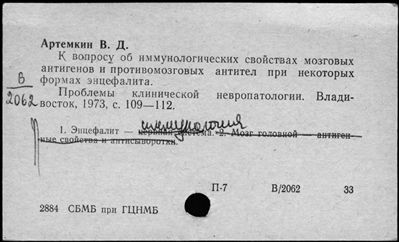 Артемкин В. Д.
К вопросу об иммунологических свойствах мозговых
антигенов и противомозговых антител при некоторых
формах энцефалита.
В
2062
Проблемы клинической невропатологии. Влади-
восток, 1973, с. 109—112.
иммунология
1. Энцефалит — нервная система. 2. Мозг головной — антиген-
ные свойства и антисыворотки.
П-7 В/2062 33
2884 СБМБ при ГЦНМБ